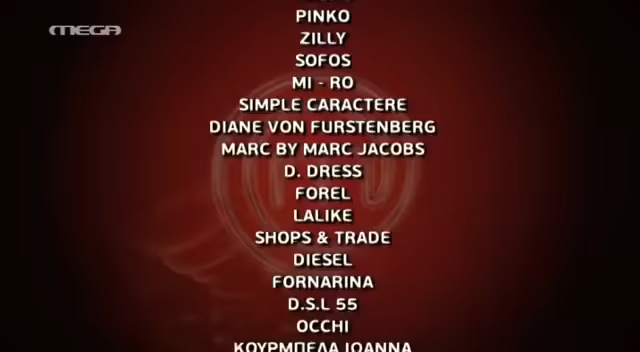 MEGA
PINKO
ZILLY
SOFOS
MI - RO
SIMPLE CARACTERE
DIANE VON FURSTENBERG
MARC BY MARC JACOBS
D. DRESS
FOREL
LALIKE
SHOPS & TRADE
DIESEL
FORNARINA
D.S.L 55
OCCHI
ΚΟΥΡΜΠΕΛΑ ΙΩΑΝΝΑ